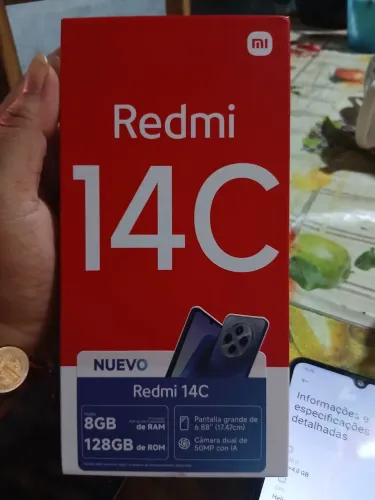 mi
Redmi
14C
NUEVO
Redmi 14C
8GB de RAM
128GB de ROM
Pantalla grande de
6.88" (17.47cm)
Câmara dual de
50MP con IA
Informações e
especificações
detalhadas